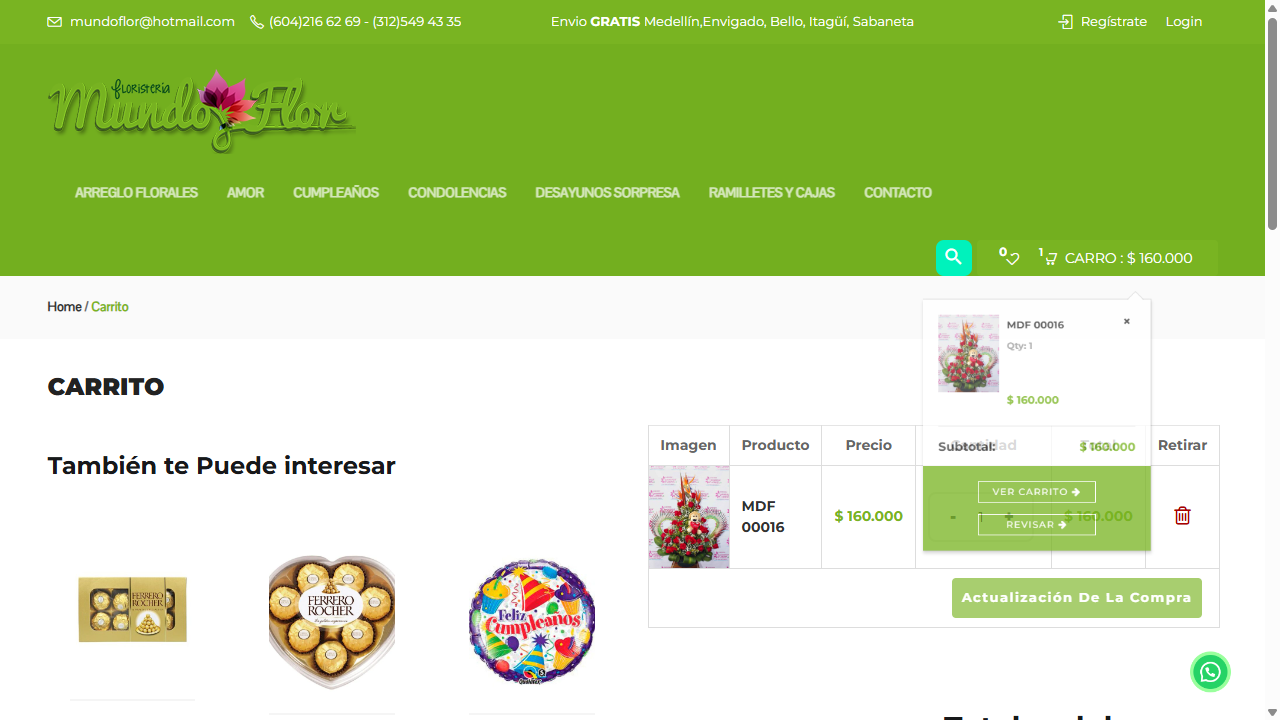 mundoflor@hotmail.com (604)216 62 69 - (312)549 43 35 Envio GRATIS Medellín,Envigado, Bello, Itagüí, Sabaneta Regístrate Login
floristería
Mundo Flor
ARREGLO FLORALES AMOR CUMPLEAÑOS CONDOLENCIAS DESAYUNOS SORPRESA RAMILLETES Y CAJAS CONTACTO
0 1 CARRO : $ 160.000
Home / Carrito
MDF 00016 ×
Qty: 1
$ 160.000
Subtotal: $ 160.000
VER CARRITO
REVISAR
CARRITO
También te Puede interesar
FERRERO
ROCHER
FERRERO
ROCHER
Feliz
Cumpleaños
Imagen Producto Precio Cantidad Total Retirar
MDF
00016
$ 160.000 - 1 + $ 160.000
Actualización De La Compra